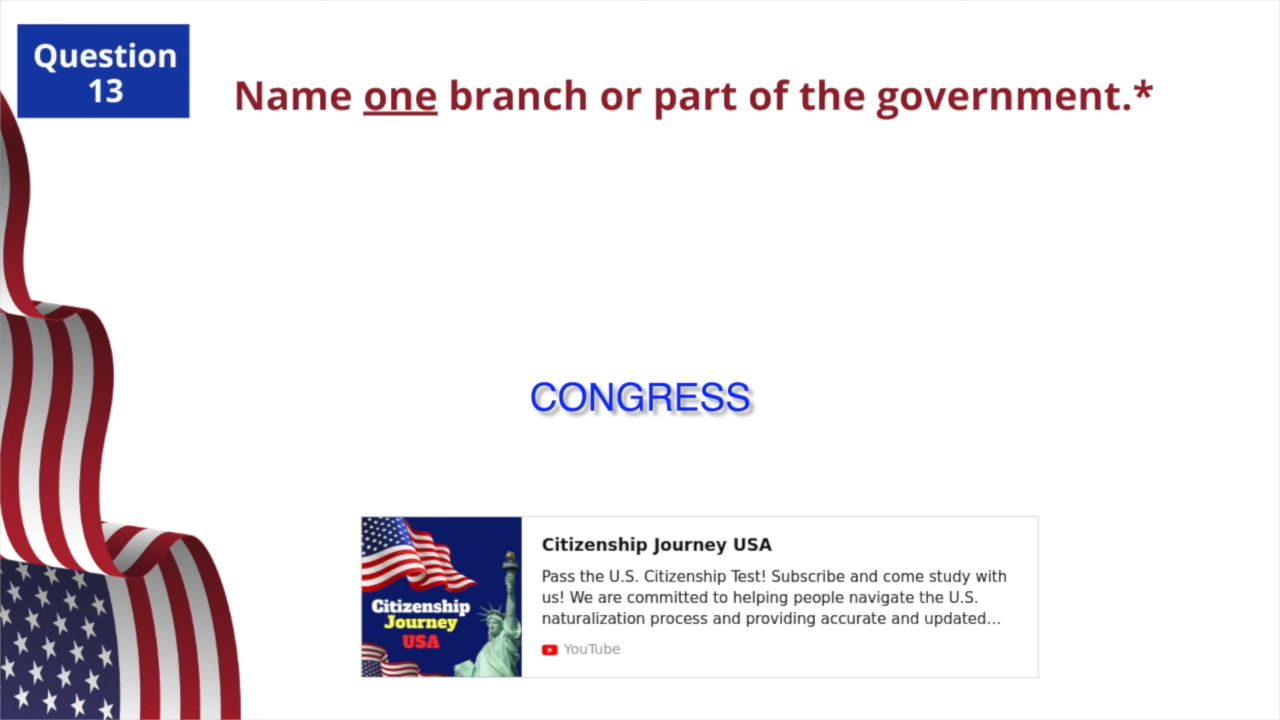 Question
13
Name one branch or part of the government.*
CONGRESS
Citizenship Journey USA
Pass the U.S. Citizenship Test! Subscribe and come study with
us! We are committed to helping people navigate the U.S.
naturalization process and providing accurate and updated...
YouTube
Citizenship
Journey
USA